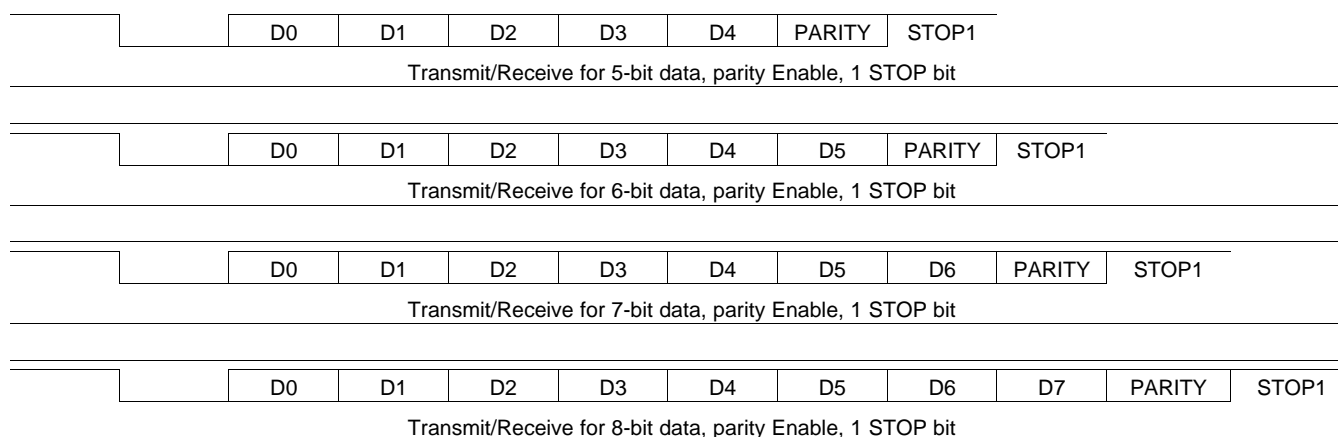 D0 D1 D2 D3 D4 PARITY STOP1
Transmit/Receive for 5-bit data, parity Enable, 1 STOP bit
D0 D1 D2 D3 D4 D5 PARITY STOP1
Transmit/Receive for 6-bit data, parity Enable, 1 STOP bit
D0 D1 D2 D3 D4 D5 D6 PARITY STOP1
Transmit/Receive for 7-bit data, parity Enable, 1 STOP bit
D0 D1 D2 D3 D4 D5 D6 D7 PARITY STOP1
Transmit/Receive for 8-bit data, parity Enable, 1 STOP bit